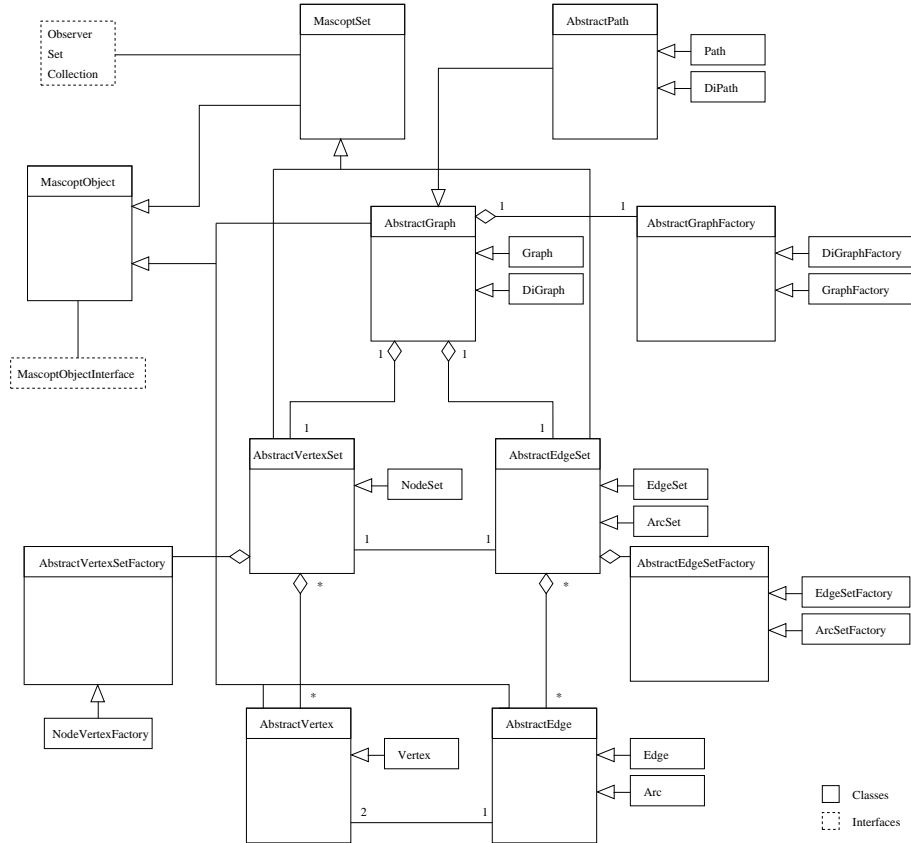 MascoptSet
AbstractPath
Observer
Set
Collection
Path
DiPath
MascoptObject
AbstractGraph
1
1
AbstractGraphFactory
Graph
DiGraph
DiGraphFactory
GraphFactory
1
1
MascoptObjectInterface
1
1
AbstractVertexSet
AbstractEdgeSet
NodeSet
EdgeSet
ArcSet
1
1
AbstractVertexSetFactory
AbstractEdgeSetFactory
*
*
EdgeSetFactory
ArcSetFactory
*
*
AbstractVertex
AbstractEdge
NodeVertexFactory
Vertex
Edge
Arc
2
1
Classes
Interfaces